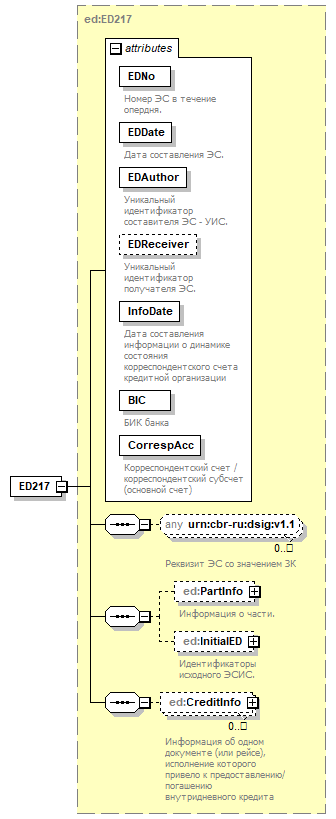 ed:ED217
attributes
EDNo
Номер ЭС в течение
опердня.
EDDate
Дата составления ЭС.
EDAuthor
Уникальный
идентификатор
составителя ЭС - УИС.
EDReceiver
Уникальный
идентификатор
получателя ЭС.
InfoDate
Дата составления
информации о динамике
состояния
корреспондентского счета
кредитной организации
BIC
БИК банка
CorrespAcc
Корреспондентский счет /
корреспондентский субсчет
(основной счет)
ED217
any urn:cbr-ru:dsig:v1.1
0..□
Реквизит ЭС со значением ЗК
ed:PartInfo
Информация о части.
ed:InitialED
Идентификаторы
исходного ЭСИС.
ed:CreditInfo
0..□
Информация об одном
документе (или рейсе),
исполнение которого
привело к предоставлению/
погашению
внутридневного кредита